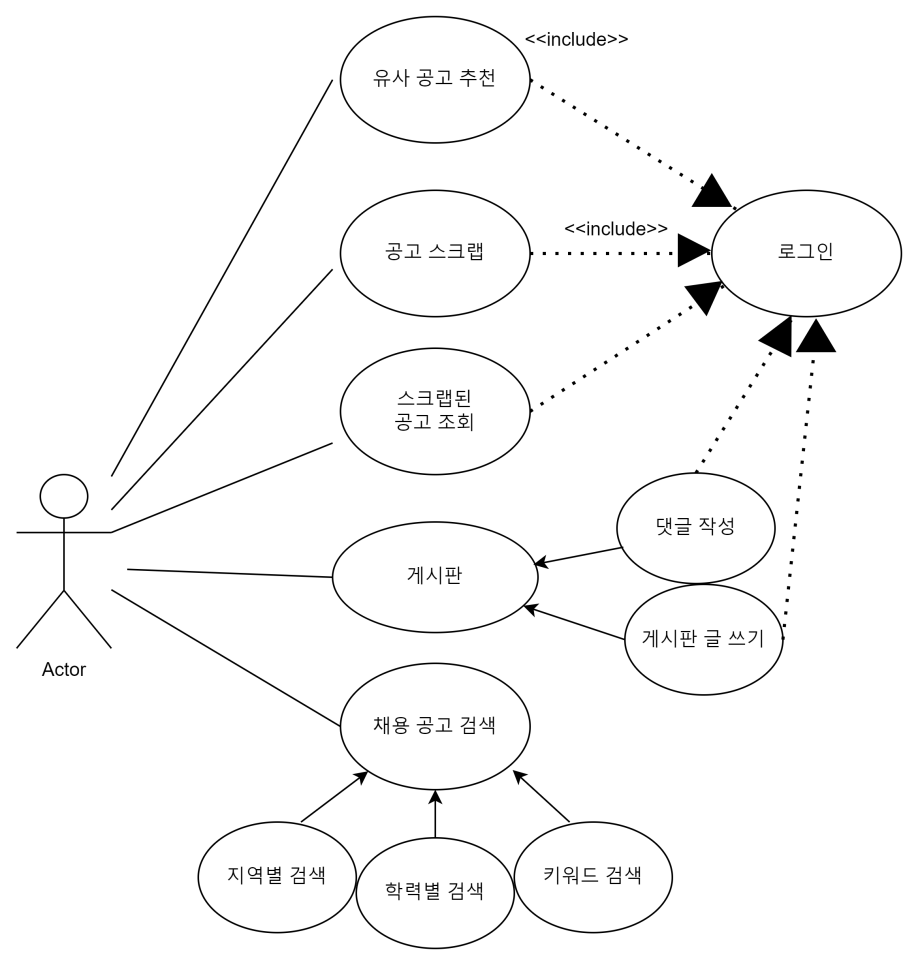 <<include>>
유사 공고 추천
<<include>>
공고 스크랩
로그인
스크랩된
공고 조회
댓글 작성
게시판
게시판 글 쓰기
Actor
채용 공고 검색
지역별 검색
학력별 검색
키워드 검색